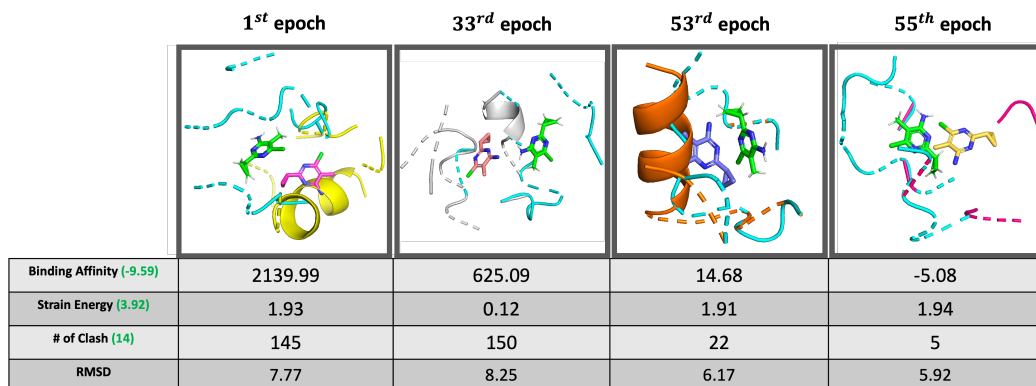 1st epoch 33rd epoch 53rd epoch 55th epoch
Binding Affinity (-9.59) 2139.99 625.09 14.68 -5.08
Strain Energy (3.92) 1.93 0.12 1.91 1.94
# of Clash (14) 145 150 22 5
RMSD 7.77 8.25 6.17 5.92